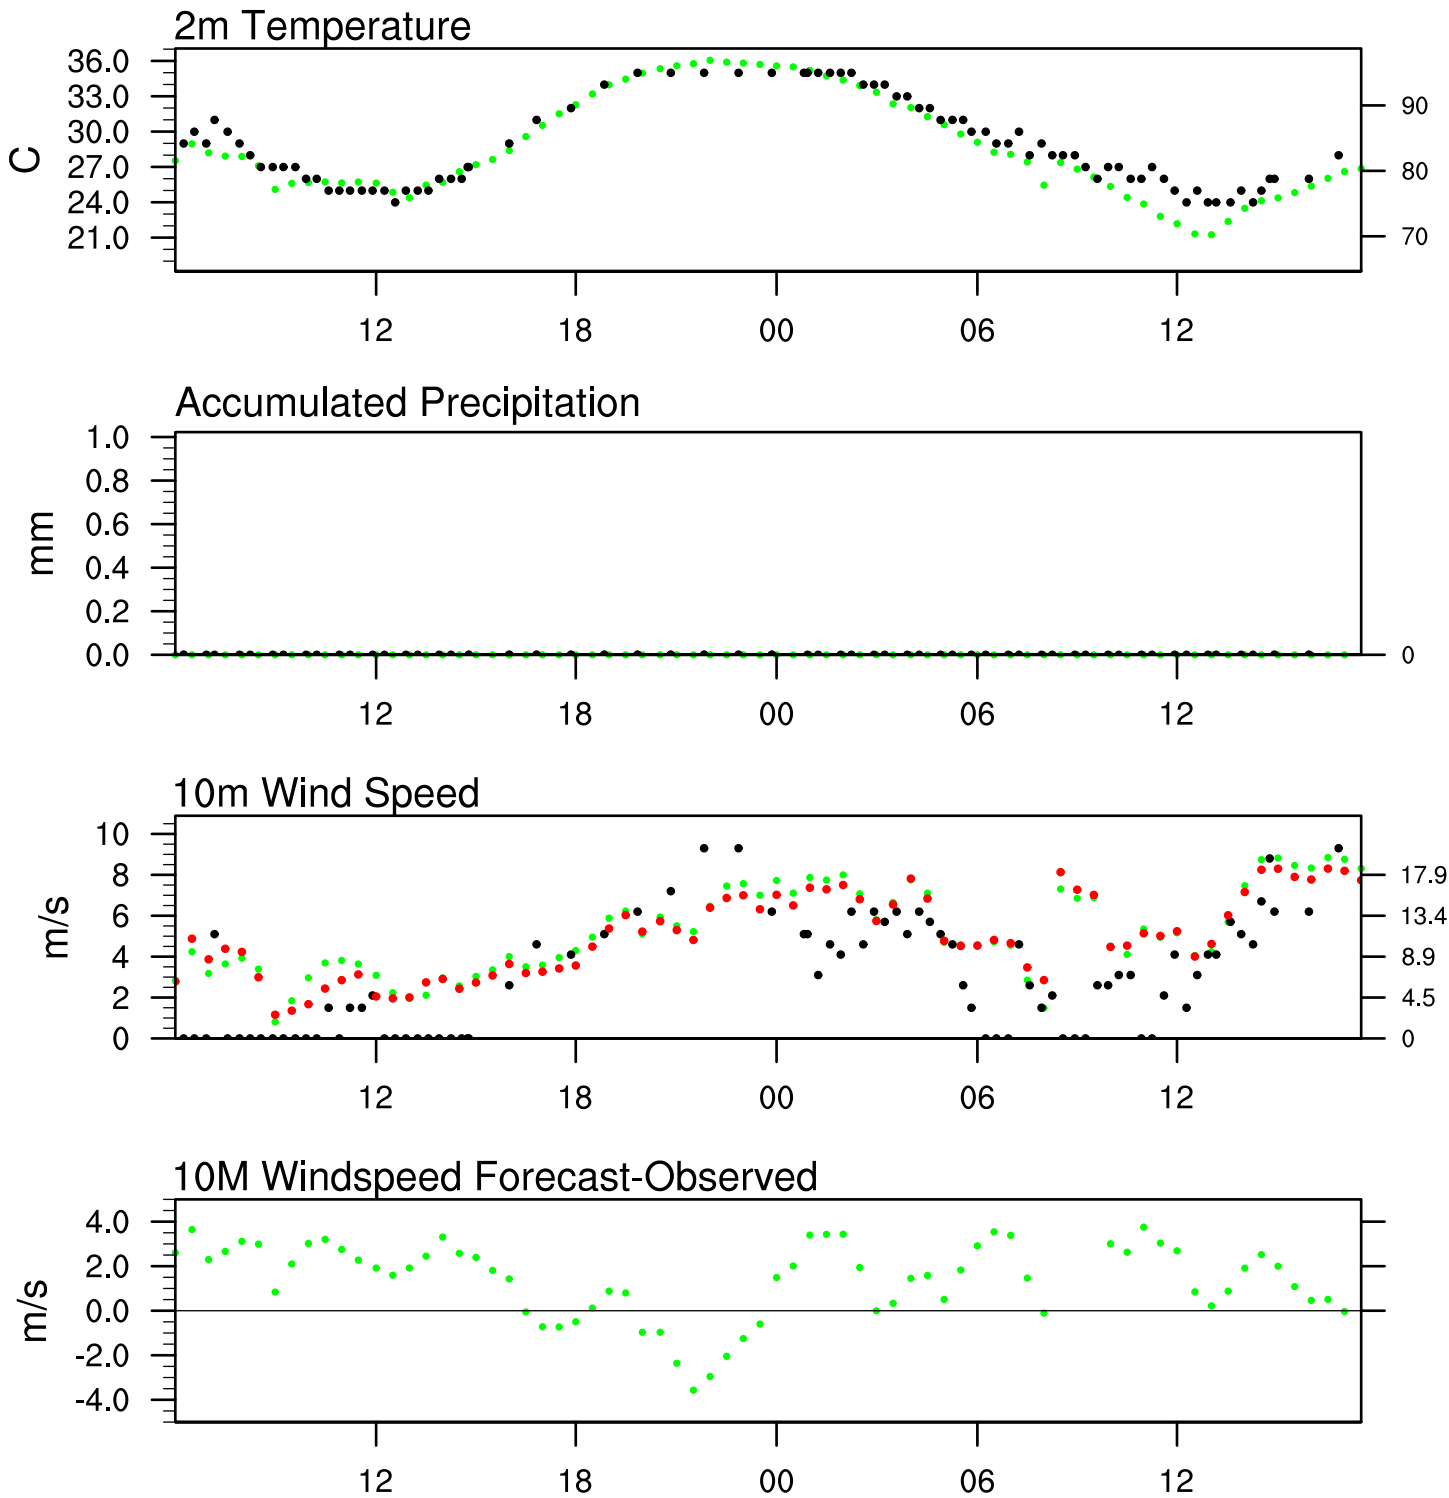 2m Temperature
36.0
33.0
30.0
27.0
24.0
21.0
C
90
80
70
12 18 00 06 12
Accumulated Precipitation
1.0
0.8
0.6
0.4
0.2
0.0
mm
0
12 18 00 06 12
10m Wind Speed
10
8
6
4
2
0
m/s
17.9
13.4
8.9
4.5
0
12 18 00 06 12
10M Windspeed Forecast-Observed
4.0
2.0
0.0
-2.0
-4.0
m/s
12 18 00 06 12